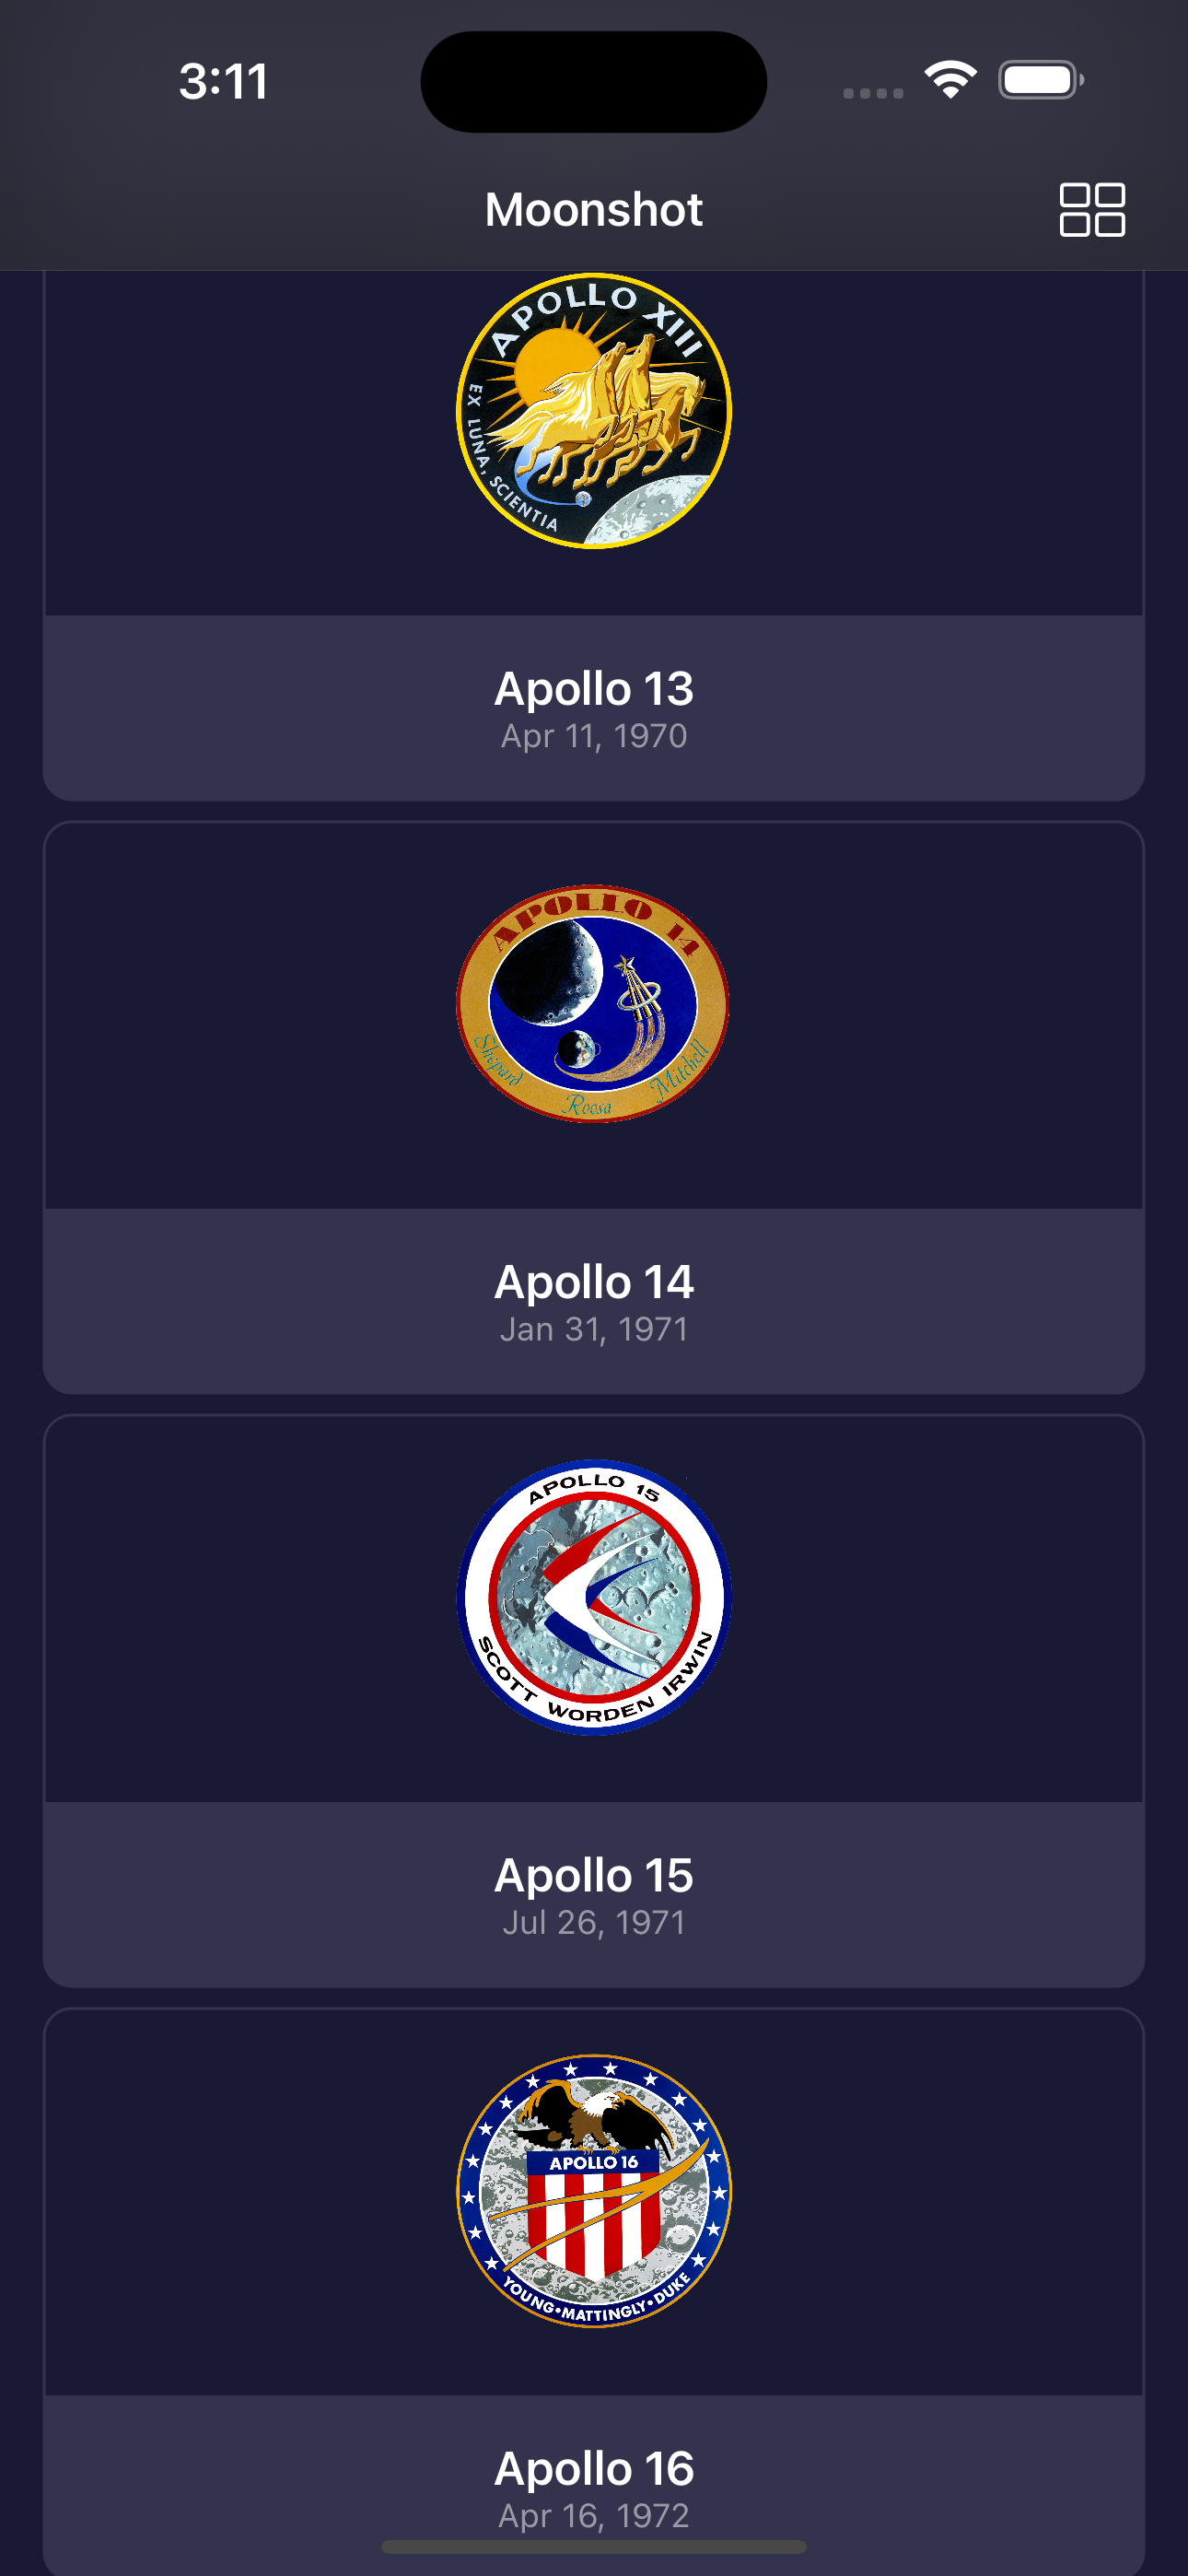 3:11
Moonshot
APOLLO XIII
EX LUNA, SCIENTIA
Apollo 13
Apr 11, 1970
APOLLO 14
Shepard
Roosa
Mitchell
Apollo 14
Jan 31, 1971
APOLLO 15
SCOTT WORDEN IRWIN
Apollo 15
Jul 26, 1971
APOLLO 16
YOUNG•MATTINGLY•DUKE
Apollo 16
Apr 16, 1972